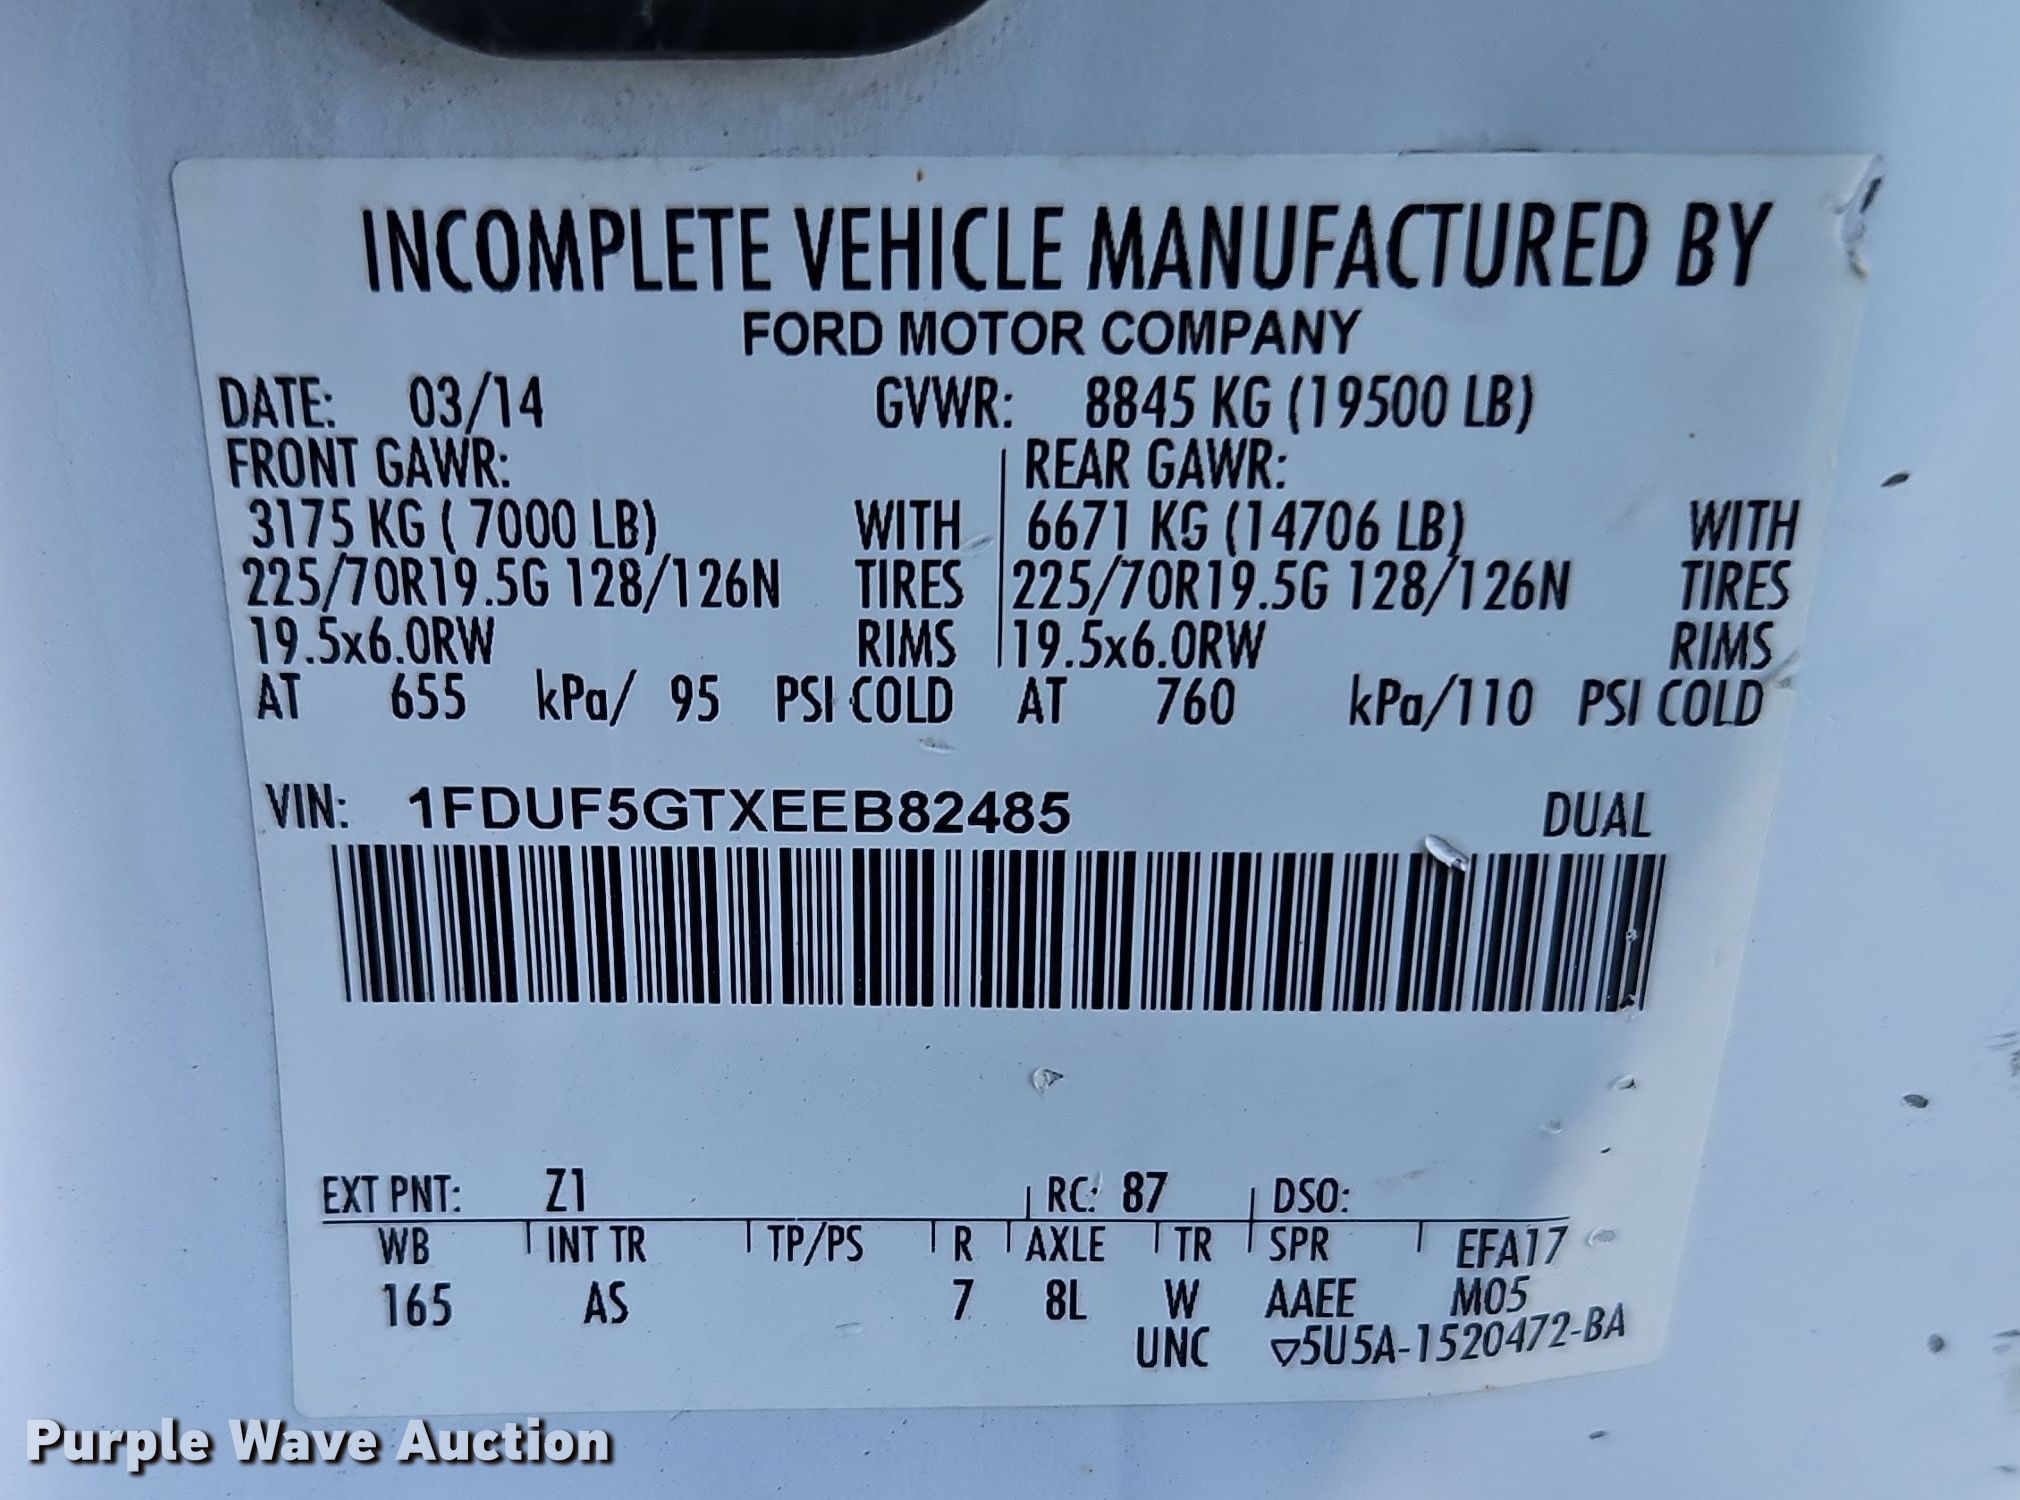 INCOMPLETE VEHICLE MANUFACTURED BY
FORD MOTOR COMPANY
DATE: 03/14 GVWR: 8845 KG (19500 LB)
FRONT GAWR: REAR GAWR:
3175 KG ( 7000 LB) WITH 6671 KG (14706 LB) WITH
225/70R19.5G 128/126N TIRES 225/70R19.5G 128/126N TIRES
19.5x6.0RW RIMS 19.5x6.0RW RIMS
AT 655 kPa/ 95 PSI COLD AT 760 kPa/110 PSI COLD
VIN: 1FDUF5GTXEEB82485 DUAL
EXT PNT: Z1 RC: 87 DSO:
WB INT TR TP/PS R AXLE TR SPR EFA17
165 AS 7 8L W AAEE M05
UNC ▽5U5A-1520472-BA
Purple Wave Auction